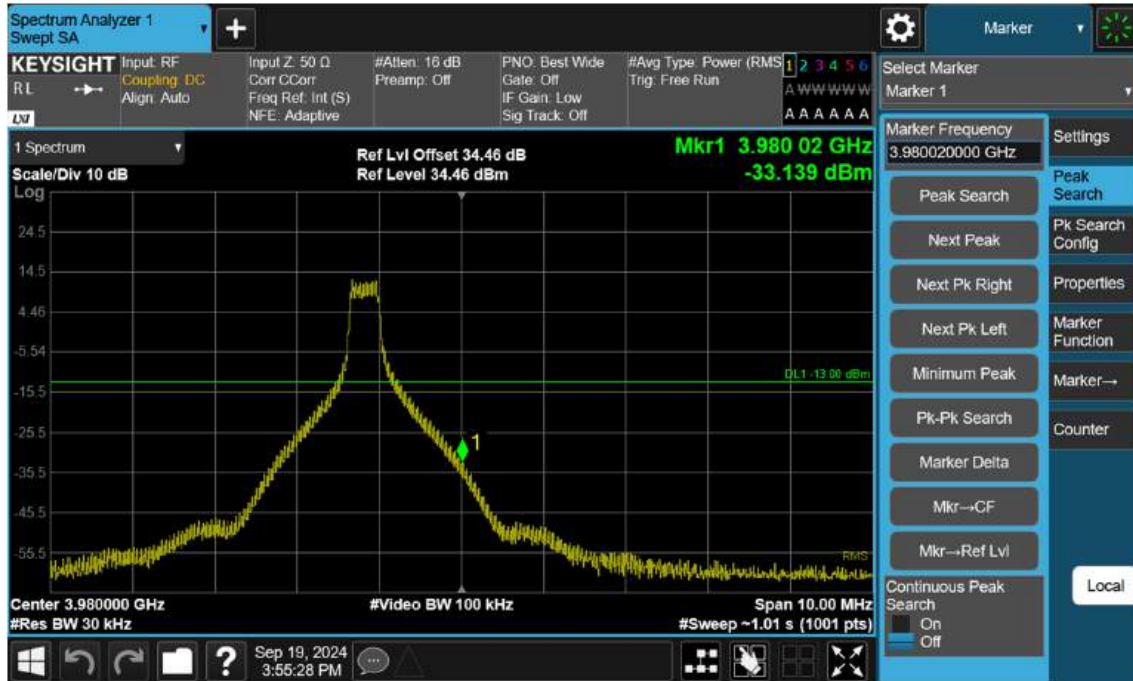 Spectrum Analyzer 1
Swept SA
Marker
KEYSIGHT
RL
LXI
Input: RF
Coupling: DC
Align: Auto
Input Z: 50 Ω
Corr CCorr
Freq Ref: Int (S)
NFE: Adaptive
#Atten: 16 dB
Preamp: Off
PNO: Best Wide
Gate: Off
IF Gain: Low
Sig Track: Off
#Avg Type: Power (RMS
Trig: Free Run
1 2 3 4 5 6
A W W W W W
A A A A A A
Select Marker
Marker 1
1 Spectrum
Scale/Div 10 dB
Ref Lvl Offset 34.46 dB
Ref Level 34.46 dBm
Mkr1 3.980 02 GHz
-33.139 dBm
Log
24.5
14.5
4.46
-5.54
-15.5
-25.5
-35.5
-45.5
-55.5
DL1 -13.00 dBm
1
RMS
Center 3.980000 GHz
#Res BW 30 kHz
#Video BW 100 kHz
Span 10.00 MHz
#Sweep ~1.01 s (1001 pts)
Marker Frequency
3.980020000 GHz
Peak Search
Next Peak
Next Pk Right
Next Pk Left
Minimum Peak
Pk-Pk Search
Marker Delta
Mkr→CF
Mkr→Ref Lvl
Continuous Peak
Search
On
Off
Settings
Peak
Search
Pk Search
Config
Properties
Marker
Function
Marker→
Counter
Local
Sep 19, 2024
3:55:28 PM